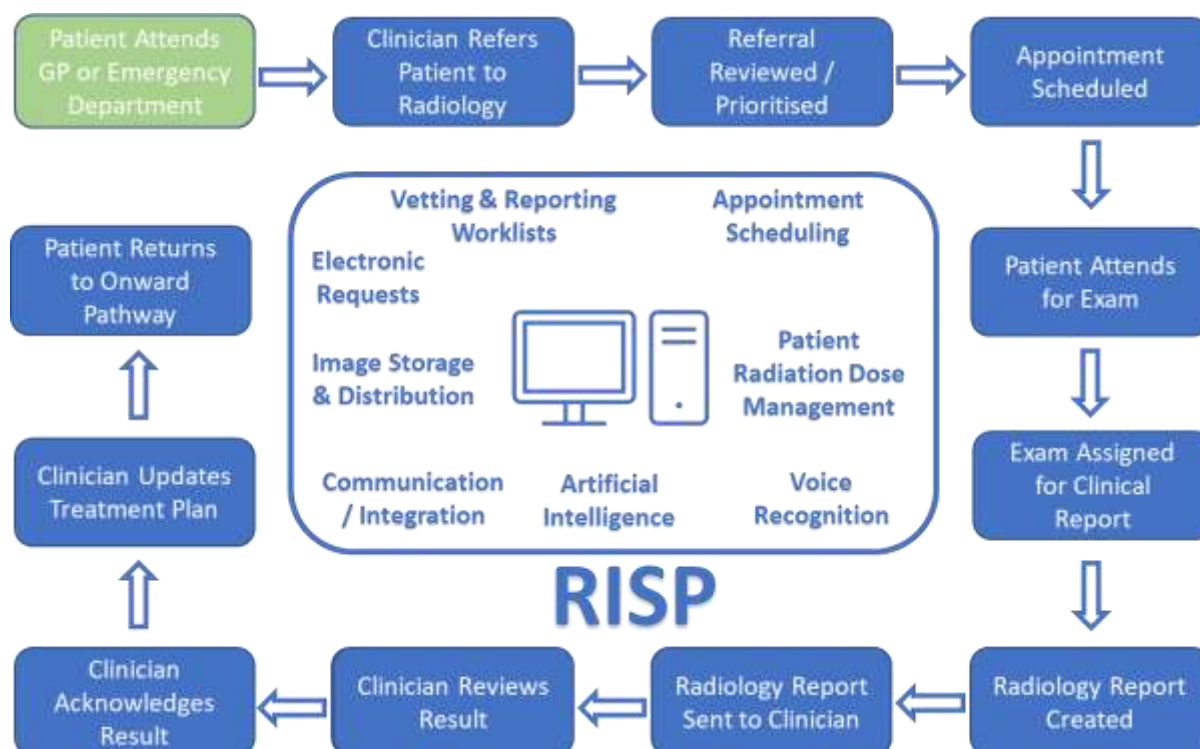 Patient Attends
GP or Emergency
Department
Clinician Refers
Patient to
Radiology
Referral
Reviewed /
Prioritised
Appointment
Scheduled
Patient Attends
for Exam
Exam Assigned
for Clinical
Report
Radiology Report
Created
Radiology Report
Sent to Clinician
Clinician Reviews
Result
Clinician
Acknowledges
Result
Clinician Updates
Treatment Plan
Patient Returns
to Onward
Pathway
Vetting & Reporting
Worklists
Appointment
Scheduling
Electronic
Requests
Image Storage
& Distribution
Patient
Radiation Dose
Management
Communication
/ Integration
Artificial
Intelligence
Voice
Recognition
RISP